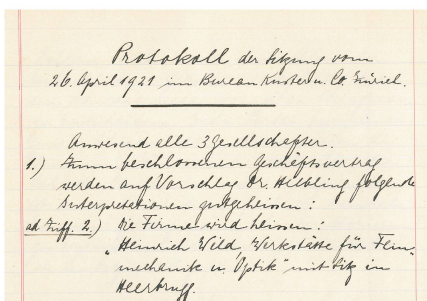 Protokoll der Sitzung vom
26. April 1921 im Bureau Kuster u. Co. Zürich.
Anwesend alle 3 Gesellschafter.
1.) Zum beschlossenen Geschäftsvertrag
werden auf Vorschlag Dr. Helbling folgende
Interpretationen gutgeheissen:
ad Ziff. 2.) Die Firma wird heissen:
„Heinrich Wild, Werkstätte für Fein-
mechanik u. Optik" mit Sitz in
Heerbrugg.